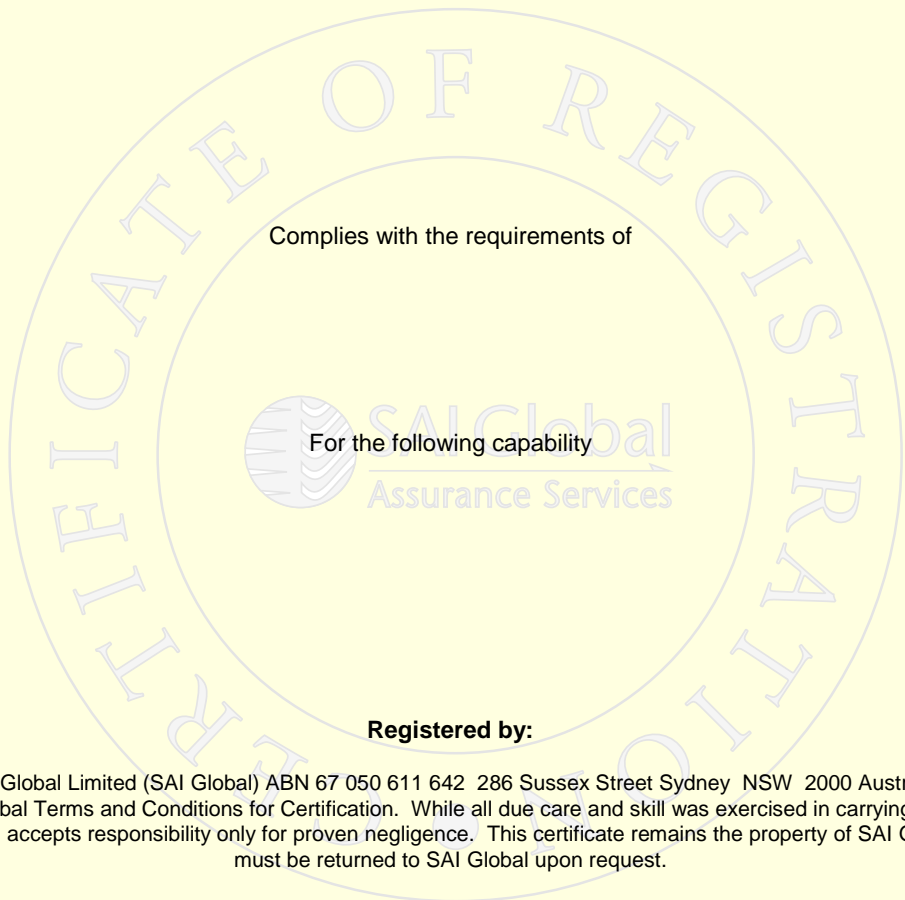 CERTIFICATE OF REGISTRATION
Complies with the requirements of
SAI Global
For the following capability
Assurance Services
Registered by:
Global Limited (SAI Global) ABN 67 050 611 642 286 Sussex Street Sydney NSW 2000 Austr
bal Terms and Conditions for Certification. While all due care and skill was exercised in carrying
accepts responsibility only for proven negligence. This certificate remains the property of SAI G
must be returned to SAI Global upon request.